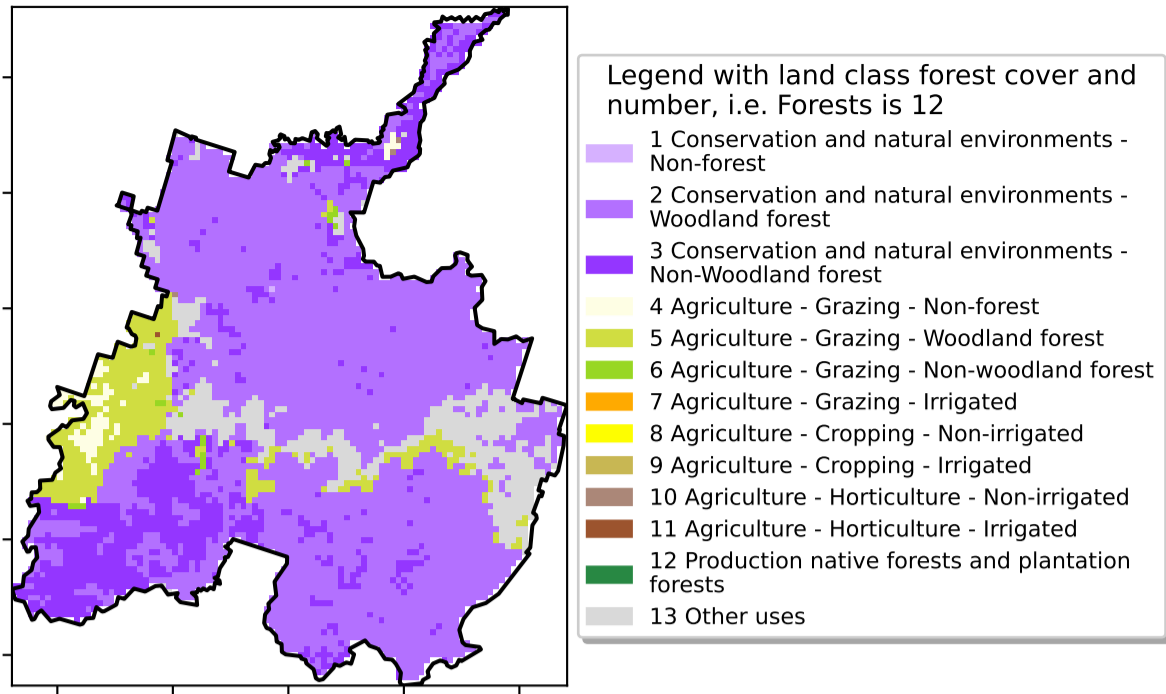 Legend with land class forest cover and
number, i.e. Forests is 12
1 Conservation and natural environments -
Non-forest
2 Conservation and natural environments -
Woodland forest
3 Conservation and natural environments -
Non-Woodland forest
4 Agriculture - Grazing - Non-forest
5 Agriculture - Grazing - Woodland forest
6 Agriculture - Grazing - Non-woodland forest
7 Agriculture - Grazing - Irrigated
8 Agriculture - Cropping - Non-irrigated
9 Agriculture - Cropping - Irrigated
10 Agriculture - Horticulture - Non-irrigated
11 Agriculture - Horticulture - Irrigated
12 Production native forests and plantation
forests
13 Other uses